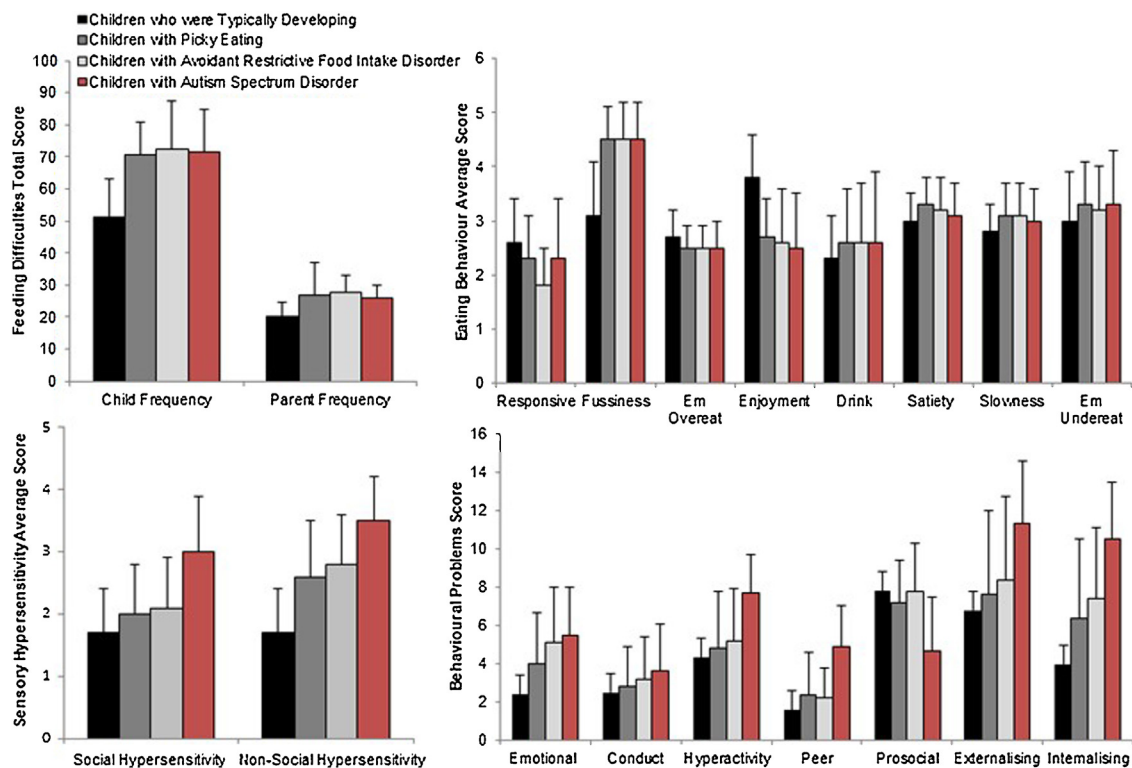 Children who were Typically Developing
Children with Picky Eating
Children with Avoidant Restrictive Food Intake Disorder
Children with Autism Spectrum Disorder
Feeding Difficulties Total Score
100
90
80
70
60
50
40
30
20
10
0
Child Frequency Parent Frequency
Eating Behaviour Average Score
6
5
4
3
2
1
0
Responsive Fussiness Em Enjoyment Drink Satiety Slowness Em
Overeat Undereat
Sensory Hypersensitivity Average Score
5
4
3
2
1
0
Social Hypersensitivity Non-Social Hypersensitivity
Behavioural Problems Score
16
14
12
10
8
6
4
2
0
Emotional Conduct Hyperactivity Peer Prosocial Externalising Internalising